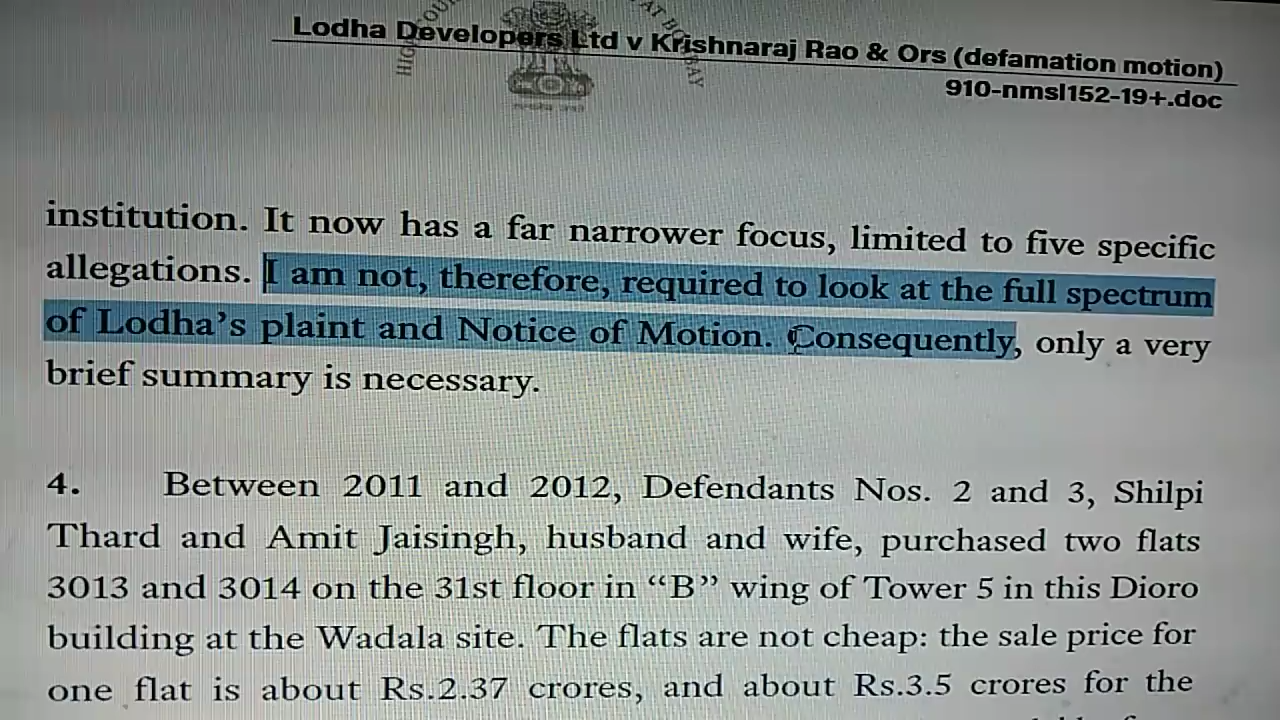 Lodha Developers Ltd v Krishnaraj Rao & Ors (defamation motion)
910-nmsl152-19+.doc
institution. It now has a far narrower focus, limited to five specific
allegations. I am not, therefore, required to look at the full spectrum
of Lodha's plaint and Notice of Motion. Consequently, only a very
brief summary is necessary.
4. Between 2011 and 2012, Defendants Nos. 2 and 3, Shilpi
Thard and Amit Jaisingh, husband and wife, purchased two flats
3013 and 3014 on the 31st floor in “B” wing of Tower 5 in this Dioro
building at the Wadala site. The flats are not cheap: the sale price for
one flat is about Rs.2.37 crores, and about Rs.3.5 crores for the